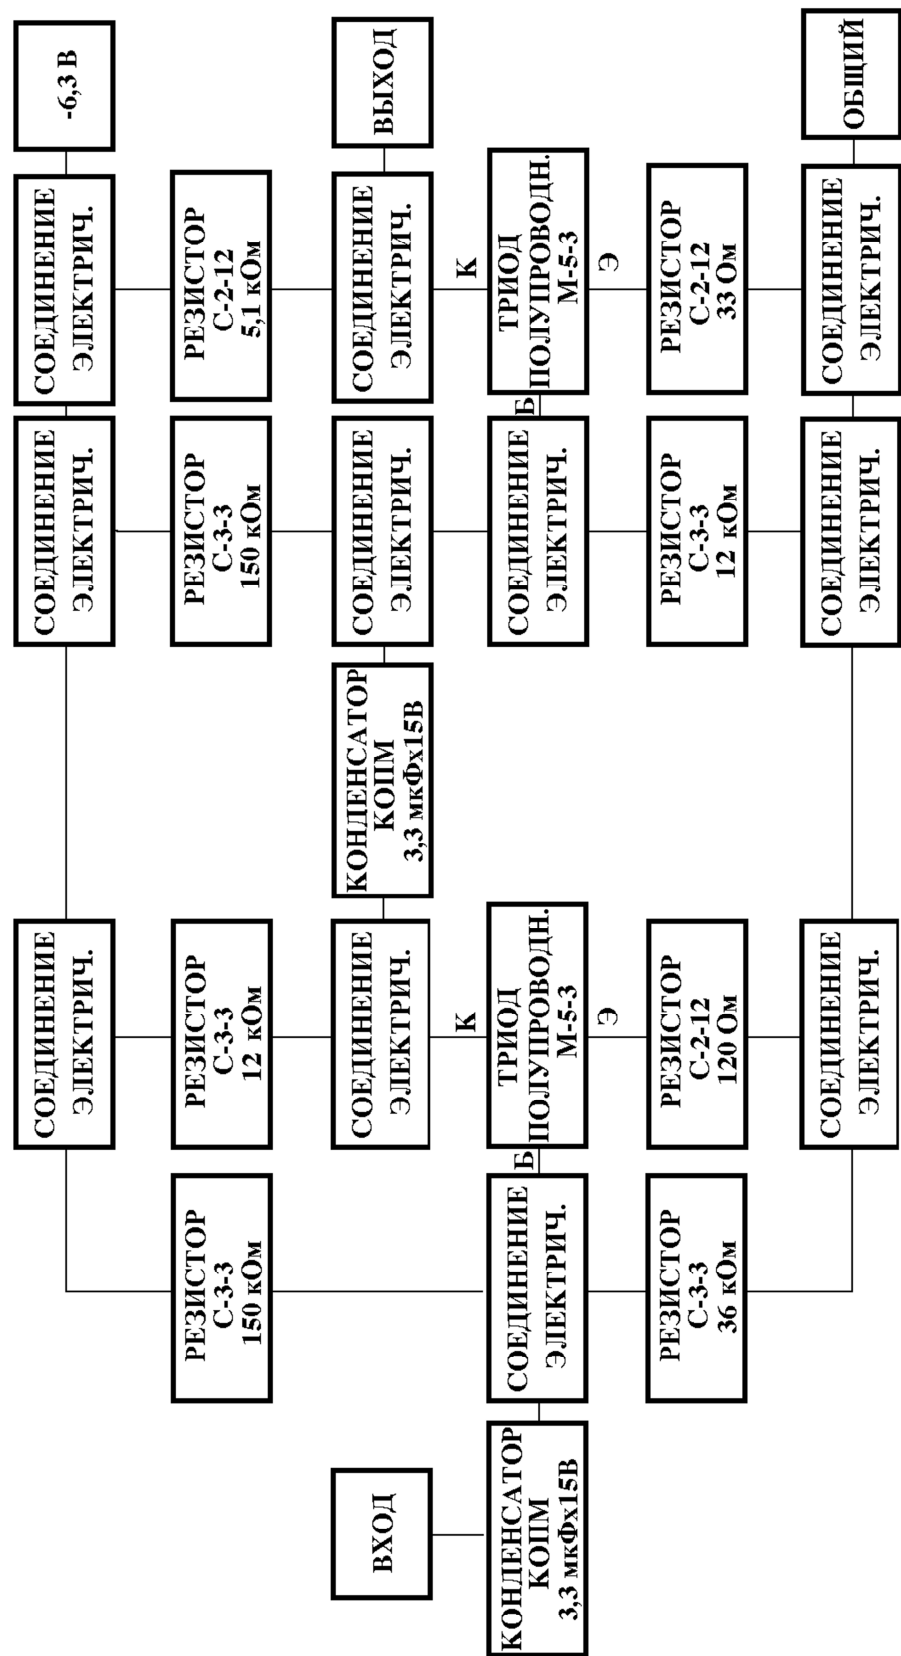 СОЕДИНЕНИЕ
ЭЛЕКТРИЧ.
СОЕДИНЕНИЕ
ЭЛЕКТРИЧ.
СОЕДИНЕНИЕ
ЭЛЕКТРИЧ.
-6,3 В
РЕЗИСТОР
С-3-3
150 кОм
РЕЗИСТОР
С-3-3
12 кОм
РЕЗИСТОР
С-3-3
150 кОм
РЕЗИСТОР
С-2-12
5,1 кОм
ВХОД
СОЕДИНЕНИЕ
ЭЛЕКТРИЧ.
КОНДЕНСАТОР
КОПМ
3,3 мкФх15В
СОЕДИНЕНИЕ
ЭЛЕКТРИЧ.
СОЕДИНЕНИЕ
ЭЛЕКТРИЧ.
ВЫХОД
К
К
КОНДЕНСАТОР
КОПМ
3,3 мкФх15В
СОЕДИНЕНИЕ
ЭЛЕКТРИЧ.
Б
ТРИОД
ПОЛУПРОВОДН.
М-5-3
СОЕДИНЕНИЕ
ЭЛЕКТРИЧ.
Б
ТРИОД
ПОЛУПРОВОДН.
М-5-3
Э
Э
РЕЗИСТОР
С-3-3
36 кОм
РЕЗИСТОР
С-2-12
120 Ом
РЕЗИСТОР
С-3-3
12 кОм
РЕЗИСТОР
С-2-12
33 Ом
СОЕДИНЕНИЕ
ЭЛЕКТРИЧ.
СОЕДИНЕНИЕ
ЭЛЕКТРИЧ.
СОЕДИНЕНИЕ
ЭЛЕКТРИЧ.
ОБЩИЙ